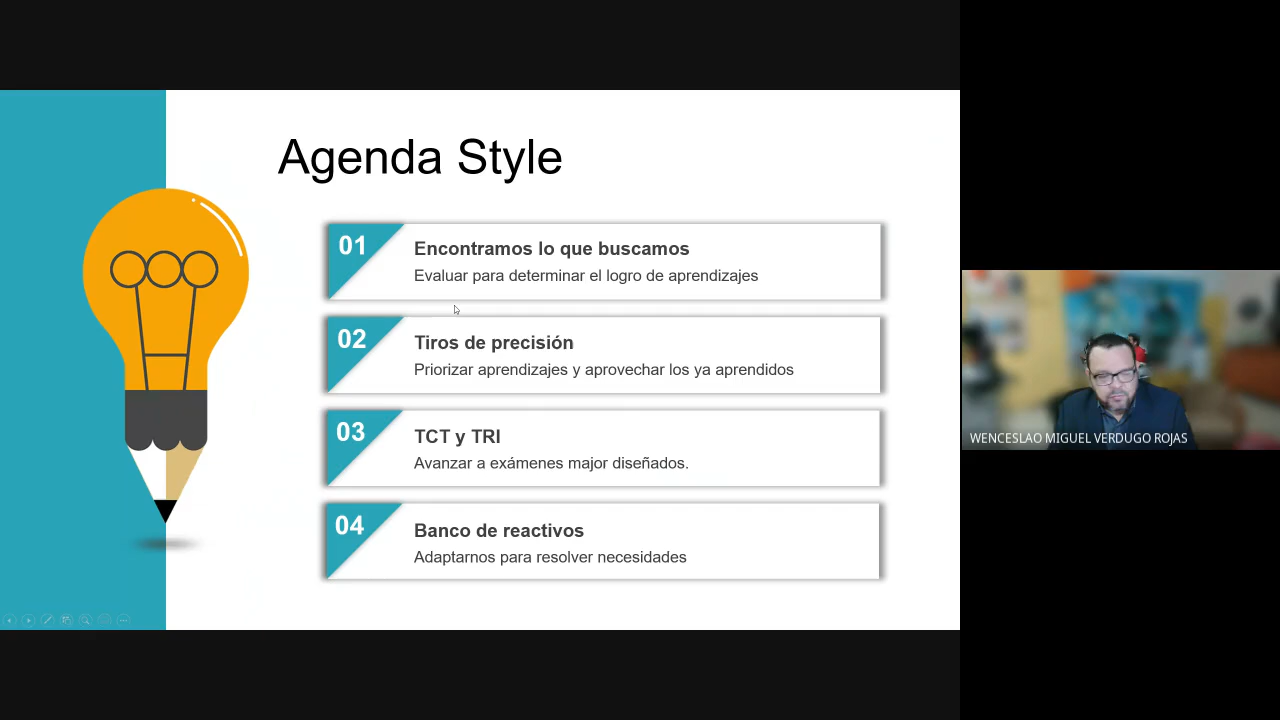 Agenda Style
01
Encontramos lo que buscamos
Evaluar para determinar el logro de aprendizajes
02
Tiros de precisión
Priorizar aprendizajes y aprovechar los ya aprendidos
03
TCT y TRI
Avanzar a exámenes major diseñados.
04
Banco de reactivos
Adaptarnos para resolver necesidades
WENCESLAO MIGUEL VERDUGO ROJAS